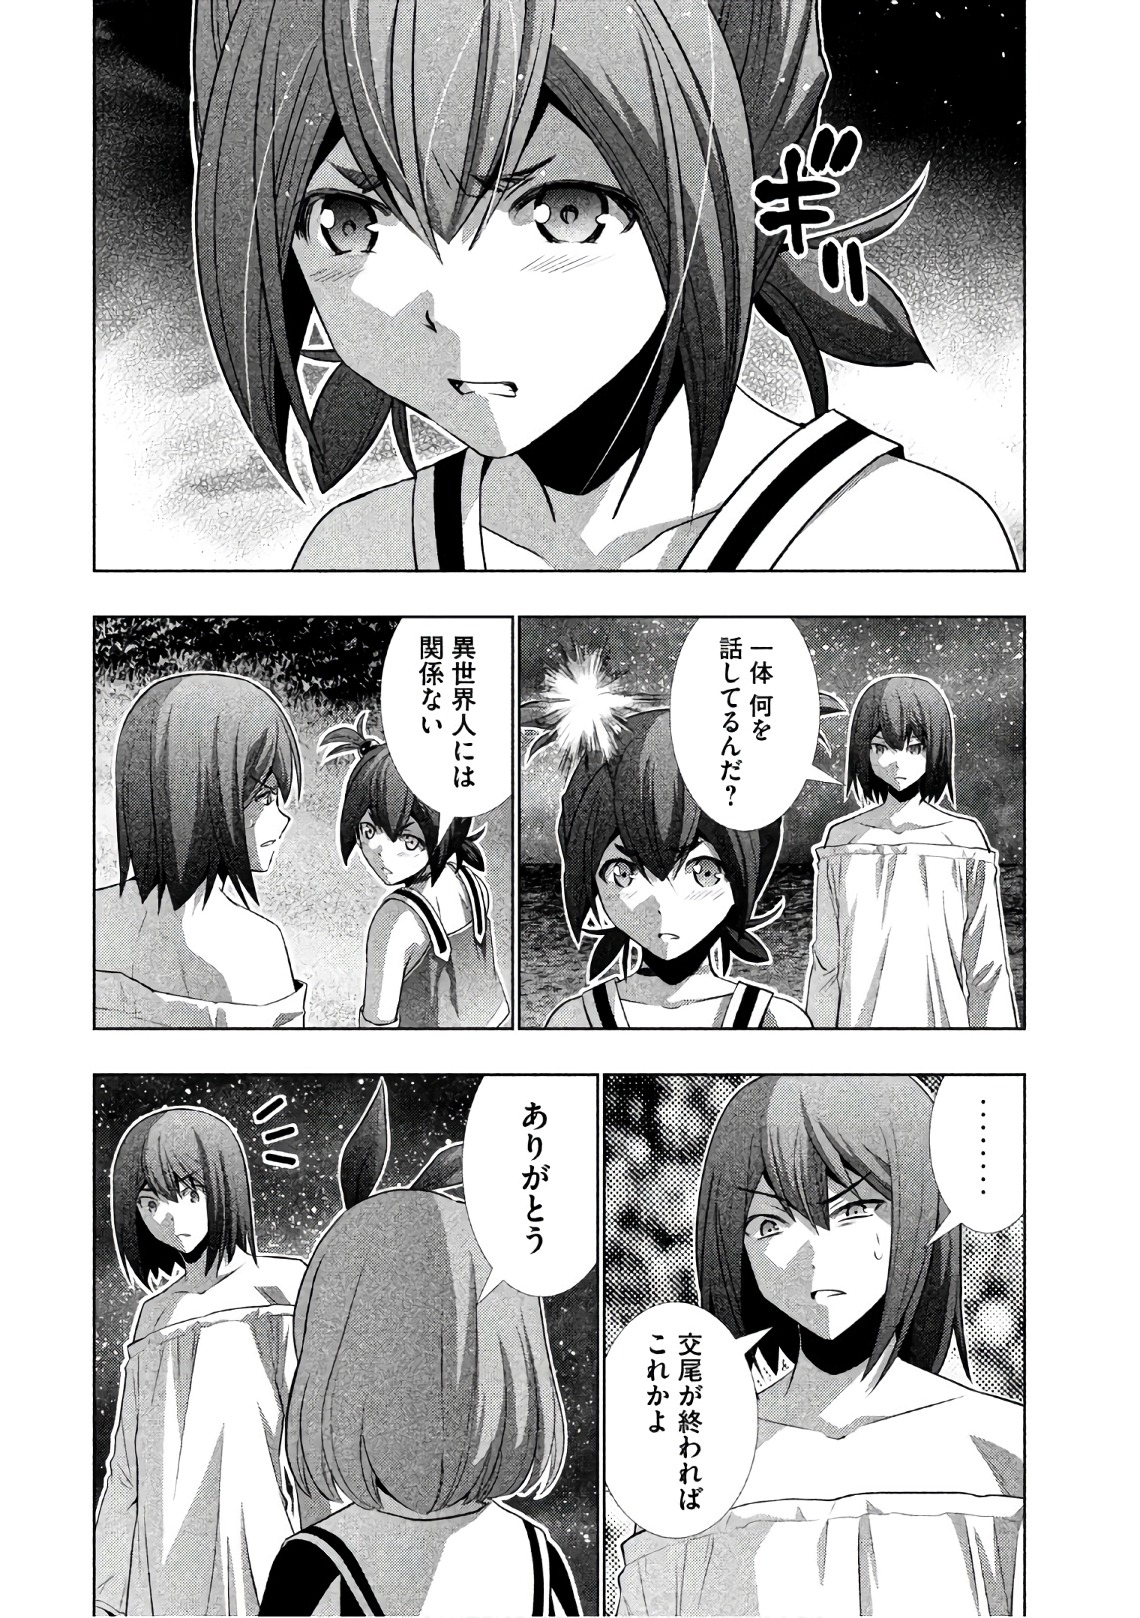 ギリ
一体 何を
話してるんだ?
異世界人には
関係ない
・・・・・・・
交尾が終われば
これかよ
ありがとう